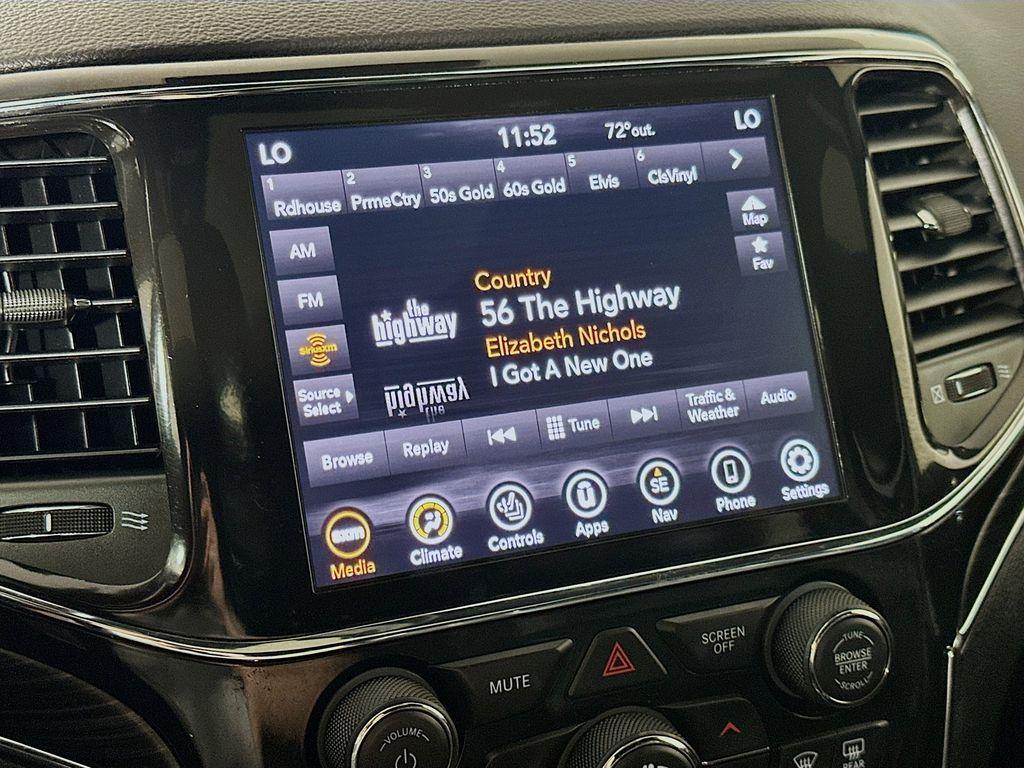 LO
11:52
72°out.
LO
1 Rdhouse
2 PrmeCtry
3 50s Gold
4 60s Gold
5 Elvis
6 ClsVinyl
AM
FM
siriusxm
Source
Select
Map
Fav
the
highway
Country
56 The Highway
Elizabeth Nichols
I Got A New One
Browse
Replay
Tune
Traffic &
Weather
Audio
sxm
Media
Climate
Controls
Apps
SE
Nav
Phone
Settings
MUTE
SCREEN
OFF
TUNE
BROWSE
ENTER
SCROLL
VOLUME
REAR